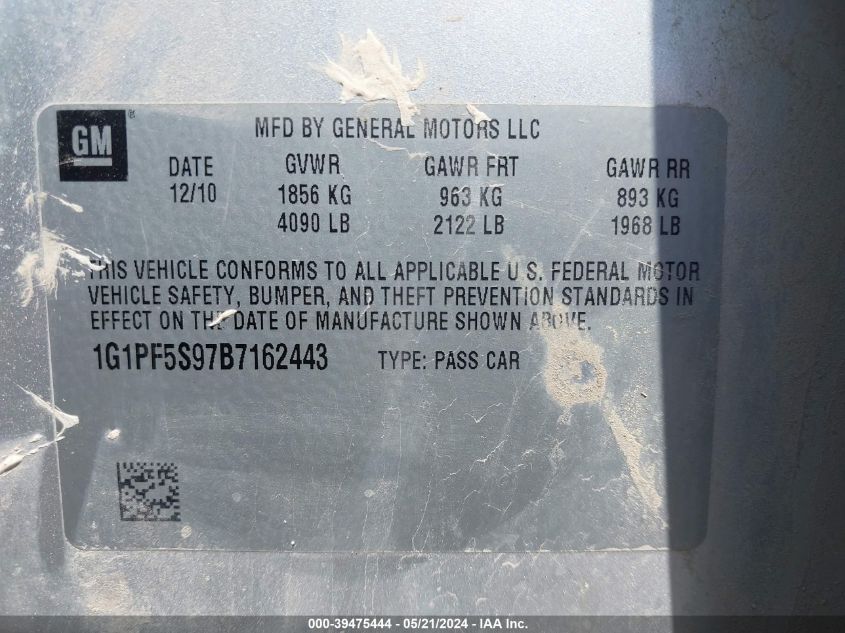 GM ®
MFD BY GENERAL MOTORS LLC
DATE GVWR GAWR FRT GAWR RR
12/10 1856 KG 963 KG 893 KG
4090 LB 2122 LB 1968 LB
THIS VEHICLE CONFORMS TO ALL APPLICABLE U.S. FEDERAL MOTOR
VEHICLE SAFETY, BUMPER, AND THEFT PREVENTION STANDARDS IN
EFFECT ON THE DATE OF MANUFACTURE SHOWN ABOVE.
1G1PF5S97B7162443 TYPE: PASS CAR
000-39475444 - 05/21/2024 - IAA Inc.